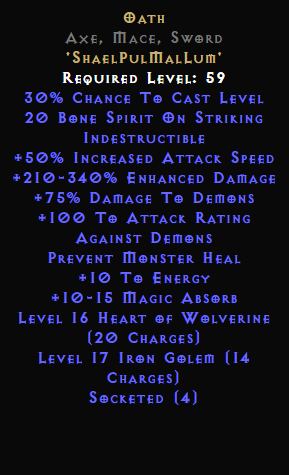 Oath
Axe, Mace, Sword
'ShaelPulMalLum'
Required Level: 59
30% Chance To Cast Level
20 Bone Spirit On Striking
Indestructible
+50% Increased Attack Speed
+210-340% Enhanced Damage
+75% Damage To Demons
+100 To Attack Rating
Against Demons
Prevent Monster Heal
+10 To Energy
+10-15 Magic Absorb
Level 16 Heart of Wolverine
(20 Charges)
Level 17 Iron Golem (14
Charges)
Socketed (4)